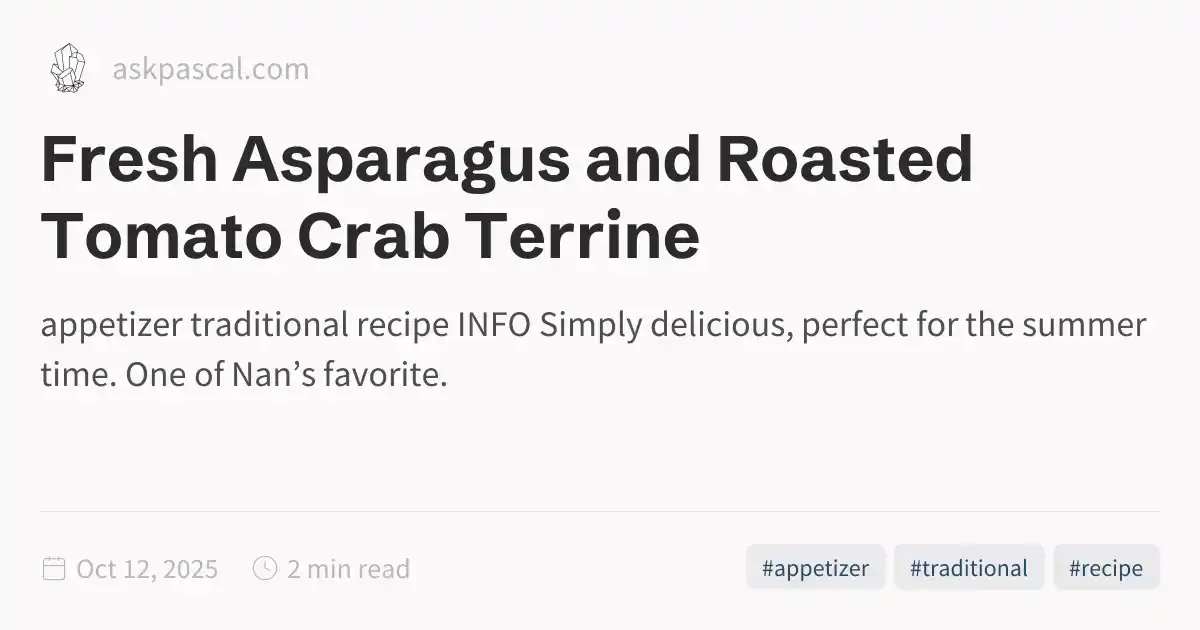 askpascal.com
Fresh Asparagus and Roasted
Tomato Crab Terrine
appetizer traditional recipe INFO Simply delicious, perfect for the summer
time. One of Nan’s favorite.
Oct 12, 2025 2 min read #appetizer #traditional #recipe